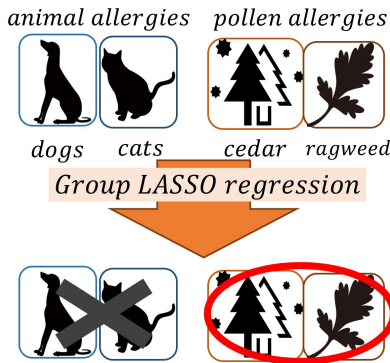 animal allergies pollen allergies
dogs cats cedar ragweed
Group LASSO regression